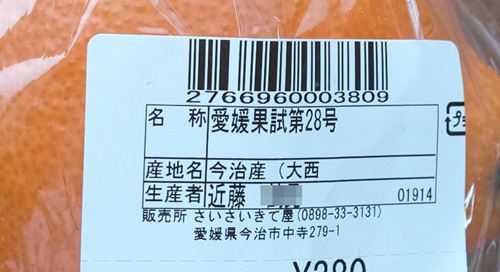 2766960003809
名 称 愛媛果試第28号
産地名 今治産（大西
生産者 近藤 01914
販売所 さいさいきて屋(0898-33-3131)
愛媛県今治市中寺279-1